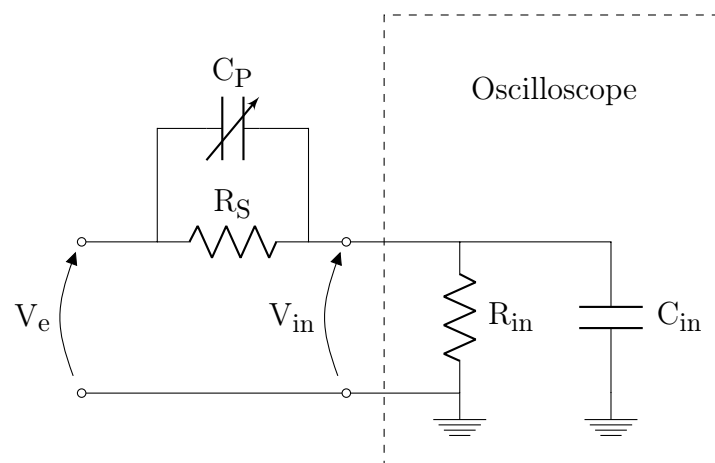 C_P
Oscilloscope
R_S
V_e
V_in
R_in
C_in